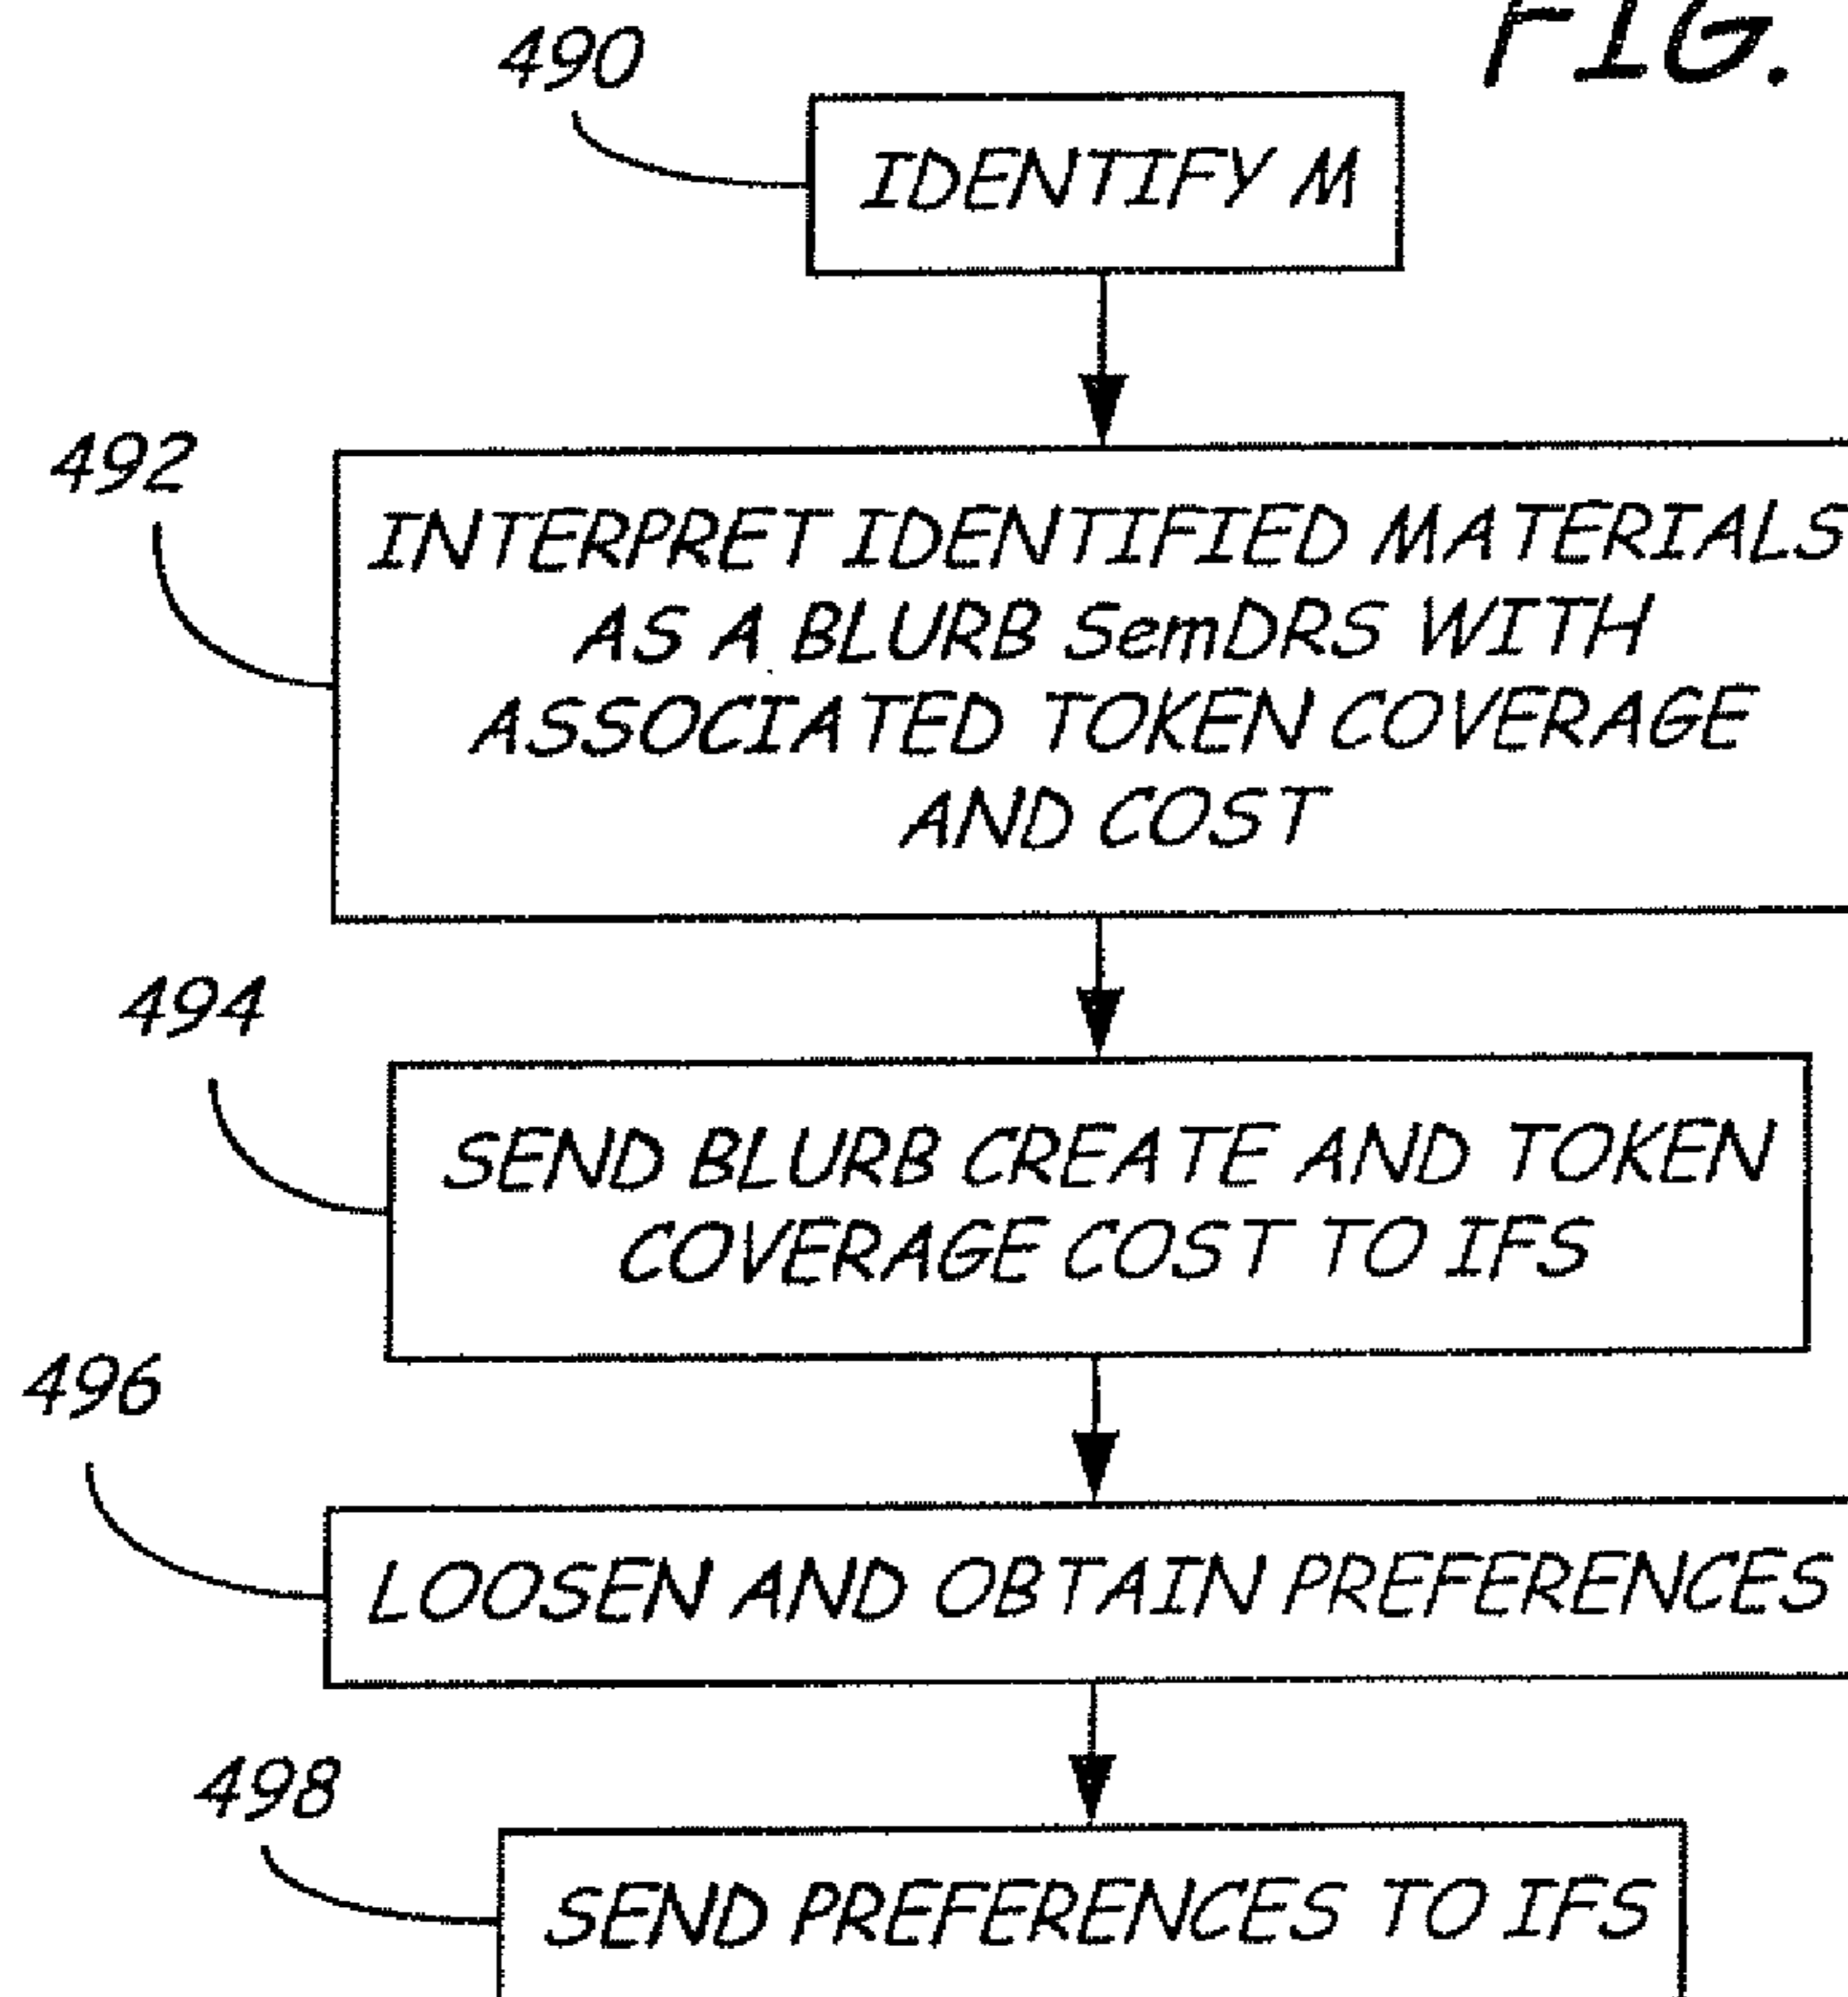 FIG.
490
IDENTIFY M
492
INTERPRET IDENTIFIED MATERIALS
AS A BLURB SemDRS WITH
ASSOCIATED TOKEN COVERAGE
AND COST
494
SEND BLURB CREATE AND TOKEN
COVERAGE COST TO IFS
496
LOOSEN AND OBTAIN PREFERENCES
498
SEND PREFERENCES TO IFS